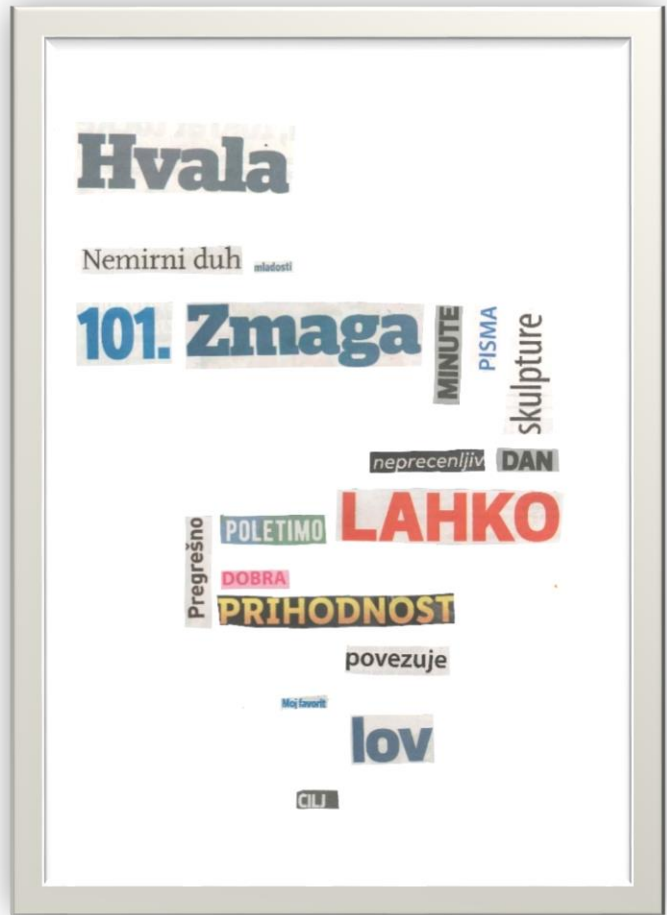 Hvala
Nemirni duh mladosti
101. Zmaga MINUTE PISMA skulpture
neprecenljiv DAN
Pregrešno POLETIMO LAHKO
DOBRA
PRIHODNOST
povezuje
Moj favorit
lov
CILJ